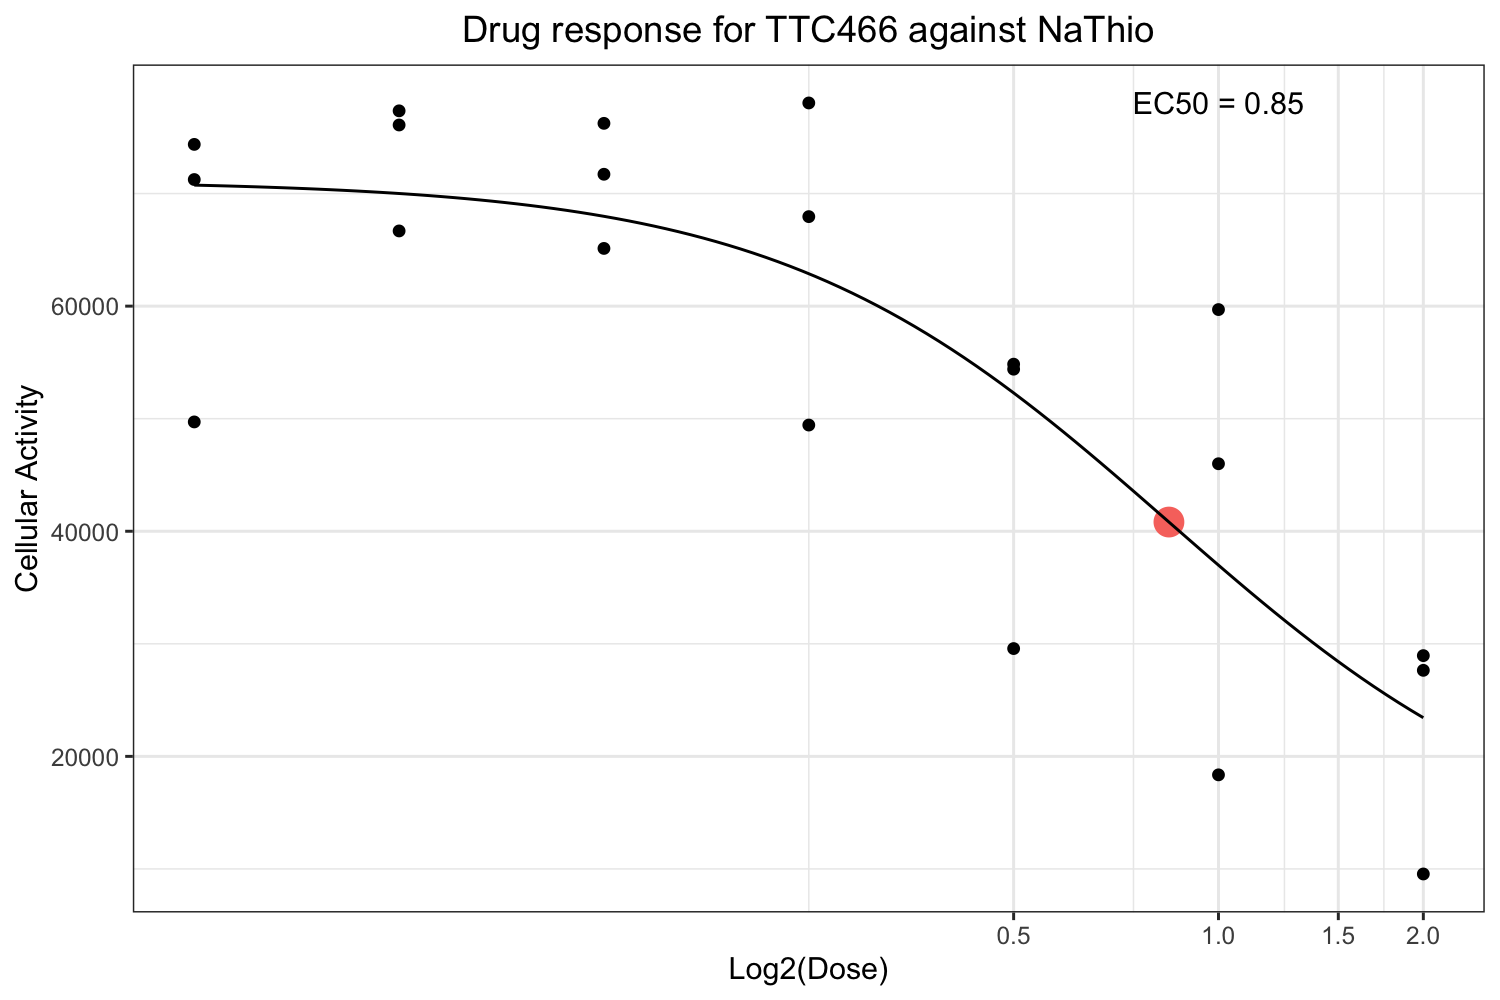 Drug response for TTC466 against NaThio
EC50 = 0.85
60000
40000
20000
Cellular Activity
0.5 1.0 1.5 2.0
Log2(Dose)